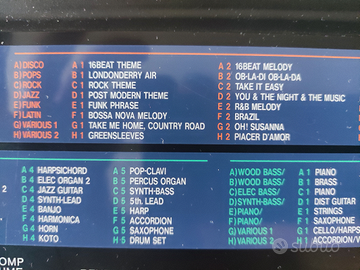 A) DISCO A 1 16BEAT THEME A 2 16BEAT MELODY
B) POPS B 1 LONDONDERRY AIR B 2 OB-LA-DI OB-LA-DA
C) ROCK C 1 ROCK THEME C 2 TAKE IT EASY
D) JAZZ D 1 POST MODERN THEME D 2 YOU & THE NIGHT & THE MUSIC
E) FUNK E 1 FUNK PHRASE E 2 R&B MELODY
F) LATIN F 1 BOSSA NOVA MELODY F 2 BRAZIL
G) VARIOUS 1 G 1 TAKE ME HOME, COUNTRY ROAD G 2 OH! SUSANNA
H) VARIOUS 2 H 1 GREENSLEEVES H 2 PIACER D'AMOR
A 4 HARPSICHORD A 5 POP-CLAVI A) WOOD BASS/ A 1 PIANO
B 4 ELEC ORGAN 2 B 5 PERCUS ORGAN B) WOOD BASS/ B 1 BRASS
C 4 JAZZ GUITAR C 5 SYNTH-BASS C) ELEC BASS/ C 1 PIANO
D 4 SYNTH-LEAD D 5 5th LEAD D) SYNTH-BASS/ D 1 DIST GUITAR
E 4 BANJO E 5 HARP E) PIANO/ E 1 STRINGS
F 4 HARMONICA F 5 ACCORDION F) PIANO/ F 1 SAXOPHONE
G 4 HORN G 5 SAXOPHONE G) VARIOUS 1 G 1 CELLO/HARPS
H 4 KOTO H 5 DRUM SET H) VARIOUS 2 H 1 ACCORDION/V
2
OMP
subito